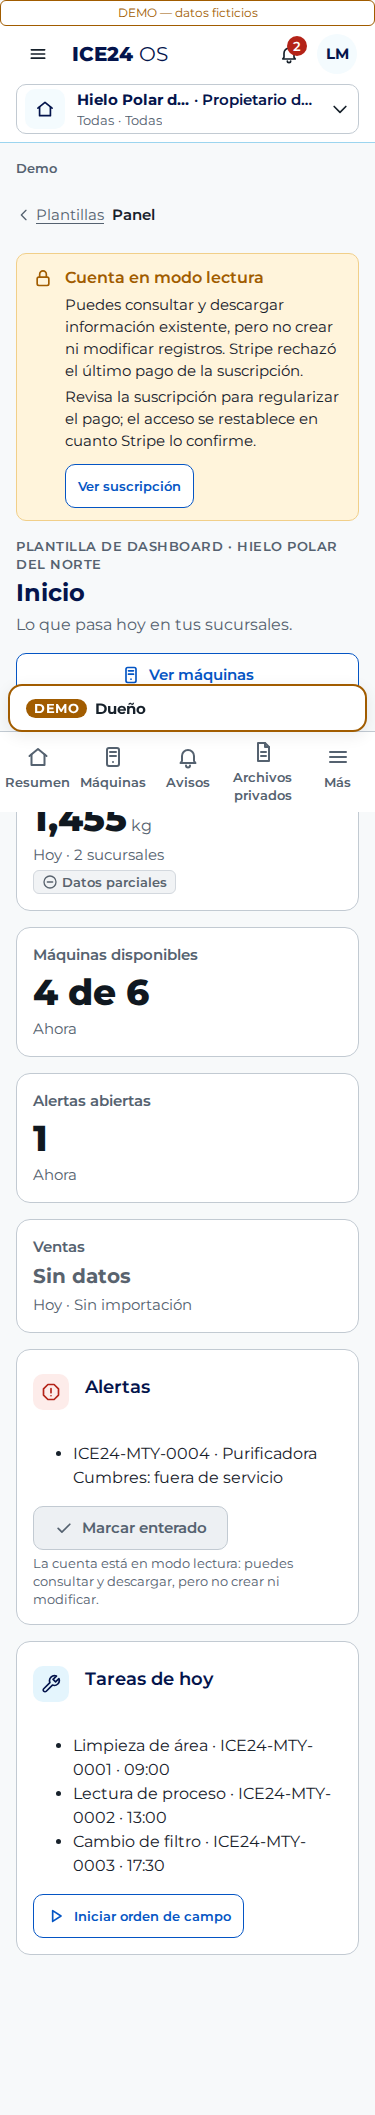 DEMO — datos ficticios
ICE24 OS
2
LM
Hielo Polar d... · Propietario d...
Todas · Todas
Demo
Plantillas Panel
Cuenta en modo lectura
Puedes consultar y descargar
información existente, pero no crear
ni modificar registros. Stripe rechazó
el último pago de la suscripción.
Revisa la suscripción para regularizar
el pago; el acceso se restablece en
cuanto Stripe lo confirme.
Ver suscripción
PLANTILLA DE DASHBOARD · HIELO POLAR
DEL NORTE
Inicio
Lo que pasa hoy en tus sucursales.
Ver máquinas
DEMO Dueño
Resumen
Máquinas
Avisos
Archivos
privados
Más
1,455 kg
Hoy · 2 sucursales
Datos parciales
Máquinas disponibles
4 de 6
Ahora
Alertas abiertas
1
Ahora
Ventas
Sin datos
Hoy · Sin importación
Alertas
• ICE24-MTY-0004 · Purificadora
Cumbres: fuera de servicio
Marcar enterado
La cuenta está en modo lectura: puedes
consultar y descargar, pero no crear ni
modificar.
Tareas de hoy
• Limpieza de área · ICE24-MTY-
0001 · 09:00
• Lectura de proceso · ICE24-MTY-
0002 · 13:00
• Cambio de filtro · ICE24-MTY-
0003 · 17:30
Iniciar orden de campo